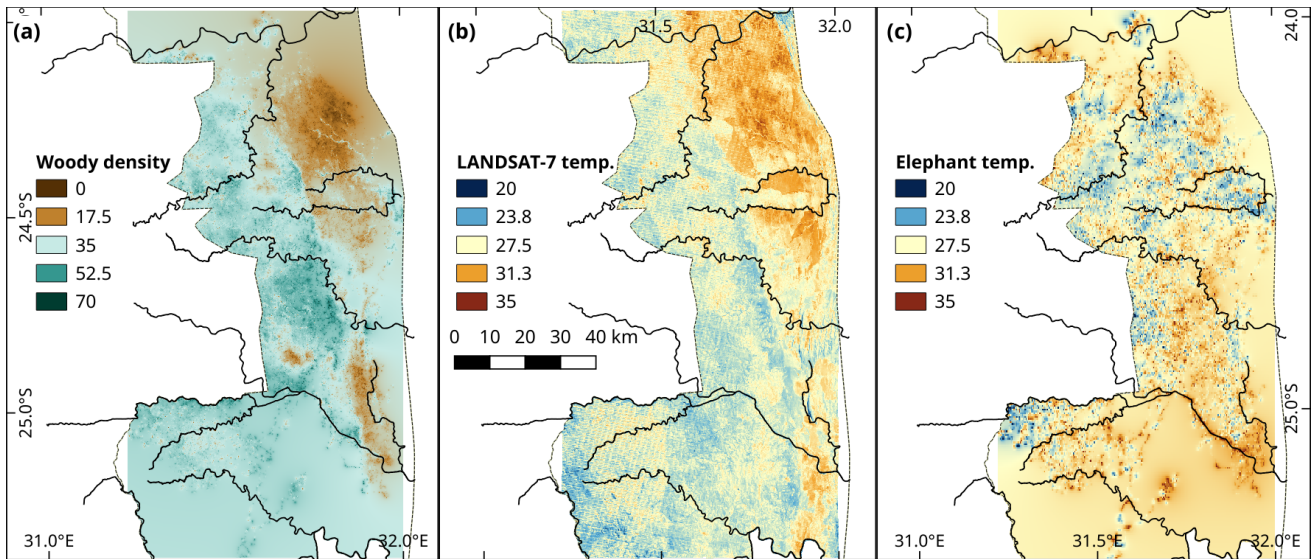 (a)
24.5°S
25.0°S
31.0°E
32.0°E
Woody density
0
17.5
35
52.5
70
(b)
31.5
32.0
LANDSAT-7 temp.
20
23.8
27.5
31.3
35
0 10 20 30 40 km
(c)
24.0
Elephant temp.
20
23.8
27.5
31.3
35
25.0°S
31.0°E
31.5°E
32.0°E